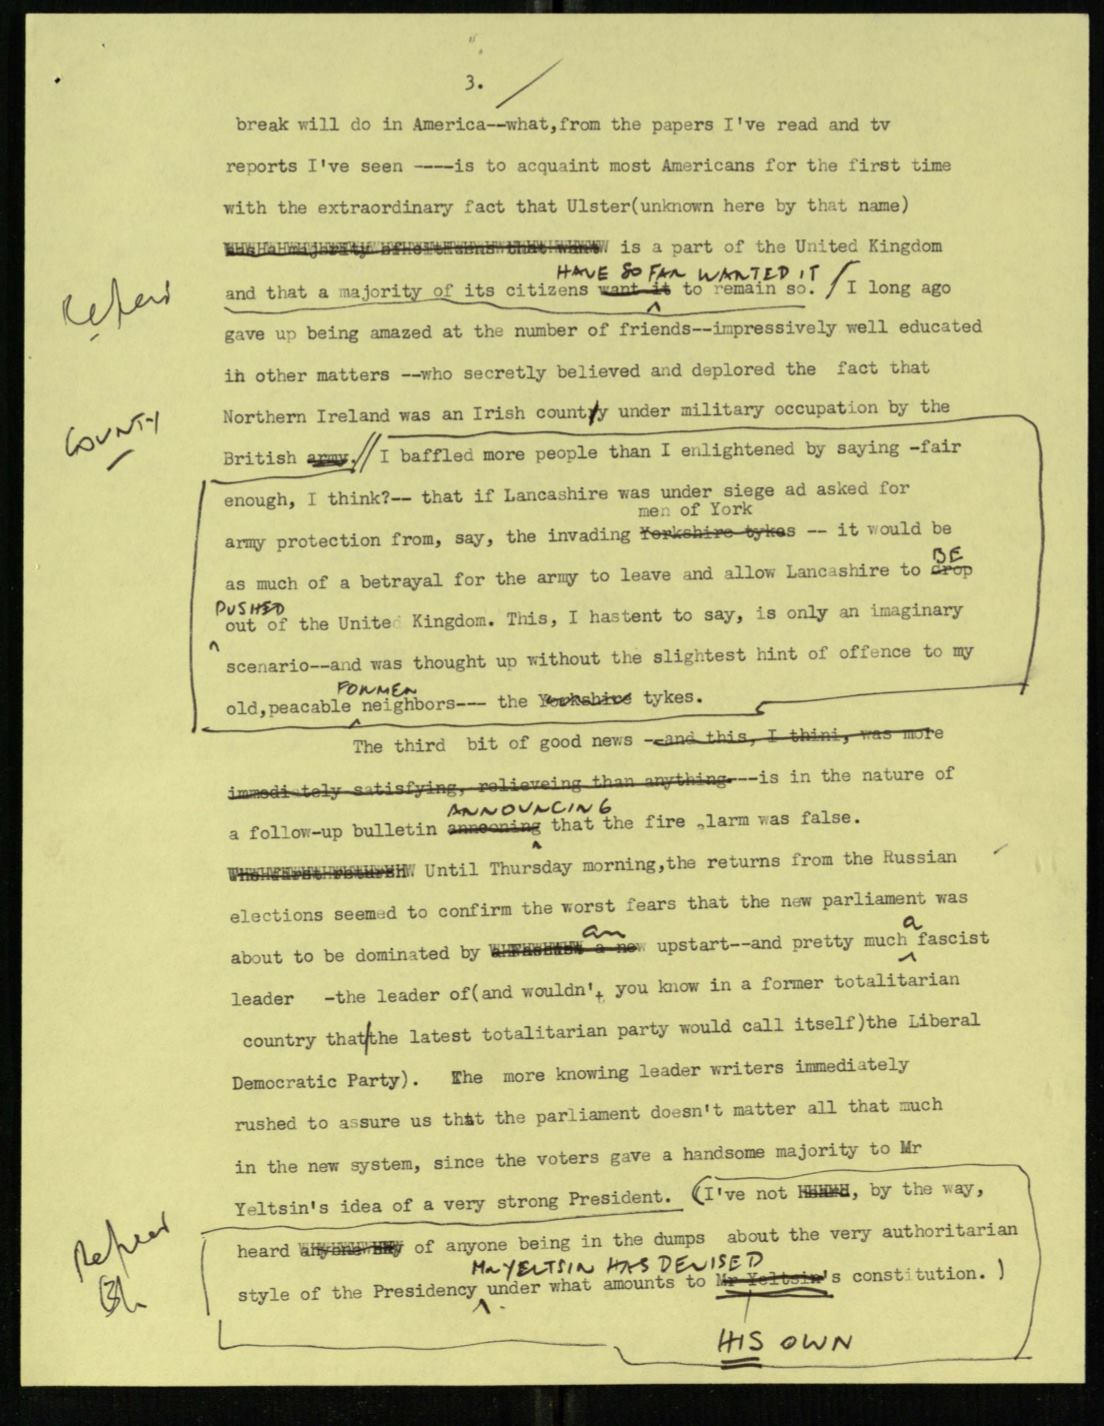 3.
break will do in America--what,from the papers I've read and tv
reports I've seen ----is to acquaint most Americans for the first time
with the extraordinary fact that Ulster(unknown here by that name)
is a part of the United Kingdom
HAVE SO FAR WANTED IT
and that a majority of its citizens want it to remain so. / I long ago
gave up being amazed at the number of friends--impressively well educated
in other matters --who secretly believed and deplored the fact that
Northern Ireland was an Irish county under military occupation by the
COUNTY
British army. // I baffled more people than I enlightened by saying -fair
enough, I think?-- that if Lancashire was under siege ad asked for
men of York
army protection from, say, the invading Yorkshire tykes -- it would be
BE
as much of a betrayal for the army to leave and allow Lancashire to drop
PUSHED
out of the United Kingdom. This, I hastent to say, is only an imaginary
scenario--and was thought up without the slightest hint of offence to my
FORMER
old,peacable neighbors--- the Yorkshire tykes.
The third bit of good news --and this, I thini, was more
immediately satisfying, relieveing than anything.---is in the nature of
ANNOUNCING
a follow-up bulletin annooning that the fire alarm was false.
Until Thursday morning,the returns from the Russian
elections seemed to confirm the worst fears that the new parliament was
an a
about to be dominated by a new upstart--and pretty much fascist
leader -the leader of(and wouldn't you know in a former totalitarian
country that/the latest totalitarian party would call itself)the Liberal
Democratic Party). The more knowing leader writers immediately
rushed to assure us that the parliament doesn't matter all that much
in the new system, since the voters gave a handsome majority to Mr
Yeltsin's idea of a very strong President. (I've not , by the way,
heard of anyone being in the dumps about the very authoritarian
Mr YELTSIN HAS DEVISED
style of the Presidency under what amounts to Mr Yeltsin's constitution. )
HIS OWN